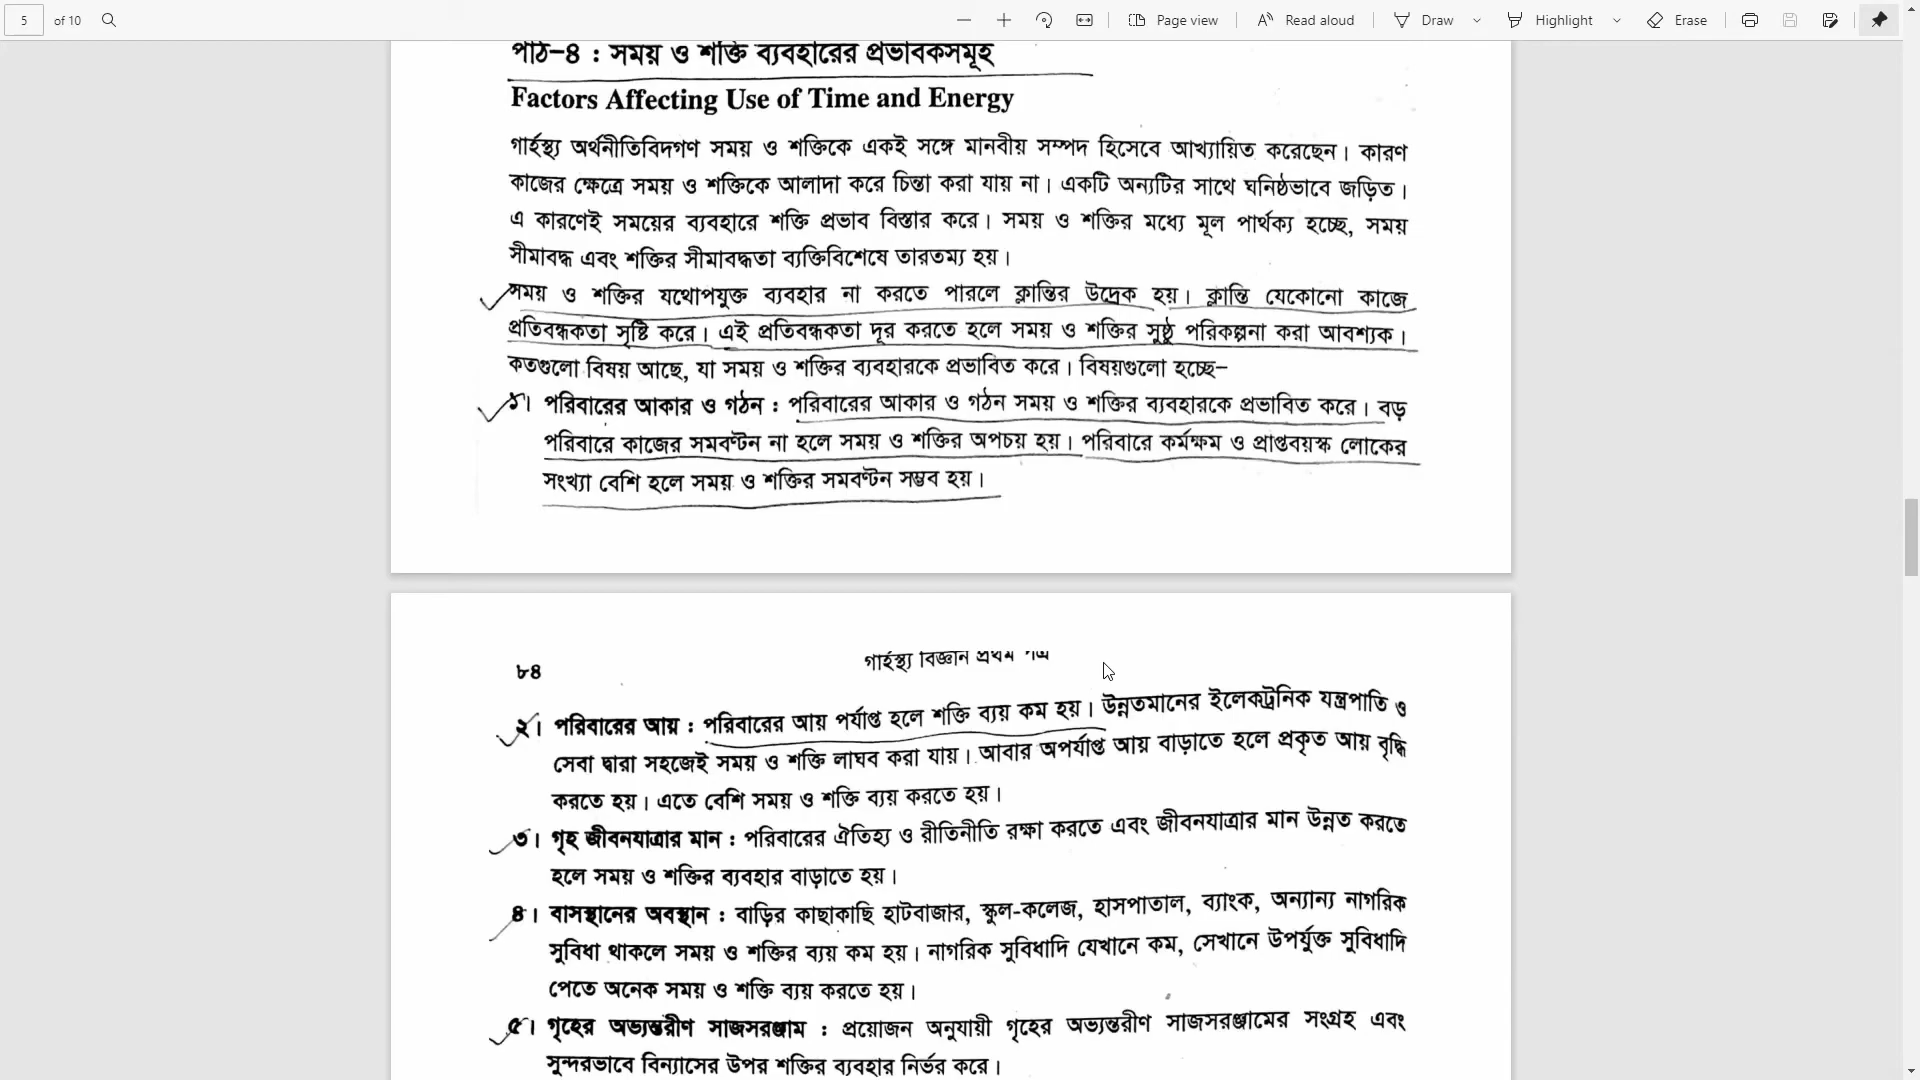 5 of 10 Page view Read aloud Draw Highlight Erase
পাঠ-৪ : সময় ও শক্তি ব্যবহারের প্রভাবকসমূহ
Factors Affecting Use of Time and Energy
গার্হস্থ্য অর্থনীতিবিদগণ সময় ও শক্তিকে একই সঙ্গে মানবীয় সম্পদ হিসেবে আখ্যায়িত করেছেন। কারণ
কাজের ক্ষেত্রে সময় ও শক্তিকে আলাদা করে চিন্তা করা যায় না। একটি অন্যটির সাথে ঘনিষ্ঠভাবে জড়িত।
এ কারণেই সময়ের ব্যবহারে শক্তি প্রভাব বিস্তার করে। সময় ও শক্তির মধ্যে মূল পার্থক্য হচ্ছে, সময়
সীমাবদ্ধ এবং শক্তির সীমাবদ্ধতা ব্যক্তিবিশেষে তারতম্য হয়।
সময় ও শক্তির যথোপযুক্ত ব্যবহার না করতে পারলে ক্লান্তির উদ্রেক হয়। ক্লান্তি যেকোনো কাজে
প্রতিবন্ধকতা সৃষ্টি করে। এই প্রতিবন্ধকতা দূর করতে হলে সময় ও শক্তির সুষ্ঠু পরিকল্পনা করা আবশ্যক।
কতগুলো বিষয় আছে, যা সময় ও শক্তির ব্যবহারকে প্রভাবিত করে। বিষয়গুলো হচ্ছে-
১। পরিবারের আকার ও গঠন : পরিবারের আকার ও গঠন সময় ও শক্তির ব্যবহারকে প্রভাবিত করে। বড়
পরিবারে কাজের সমবণ্টন না হলে সময় ও শক্তির অপচয় হয়। পরিবারে কর্মক্ষম ও প্রাপ্তবয়স্ক লোকের
সংখ্যা বেশি হলে সময় ও শক্তির সমবণ্টন সম্ভব হয়।
৮৪ গার্হস্থ্য বিজ্ঞান প্রথম পত্র
২। পরিবারের আয় : পরিবারের আয় পর্যাপ্ত হলে শক্তি ব্যয় কম হয়। উন্নতমানের ইলেকট্রনিক যন্ত্রপাতি ও
সেবা দ্বারা সহজেই সময় ও শক্তি লাঘব করা যায়। আবার অপর্যাপ্ত আয় বাড়াতে হলে প্রকৃত আয় বৃদ্ধি
করতে হয়। এতে বেশি সময় ও শক্তি ব্যয় করতে হয়।
৩। গৃহ জীবনযাত্রার মান : পরিবারের ঐতিহ্য ও রীতিনীতি রক্ষা করতে এবং জীবনযাত্রার মান উন্নত করতে
হলে সময় ও শক্তির ব্যবহার বাড়াতে হয়।
৪। বাসস্থানের অবস্থান : বাড়ির কাছাকাছি হাটবাজার, স্কুল-কলেজ, হাসপাতাল, ব্যাংক, অন্যান্য নাগরিক
সুবিধা থাকলে সময় ও শক্তির ব্যয় কম হয়। নাগরিক সুবিধাদি যেখানে কম, সেখানে উপর্যুক্ত সুবিধাদি
পেতে অনেক সময় ও শক্তি ব্যয় করতে হয়।
৫। গৃহের অভ্যন্তরীণ সাজসরঞ্জাম : প্রয়োজন অনুযায়ী গৃহের অভ্যন্তরীণ সাজসরঞ্জামের সংগ্রহ এবং
সুন্দরভাবে বিন্যাসের উপর শক্তির ব্যবহার নির্ভর করে।